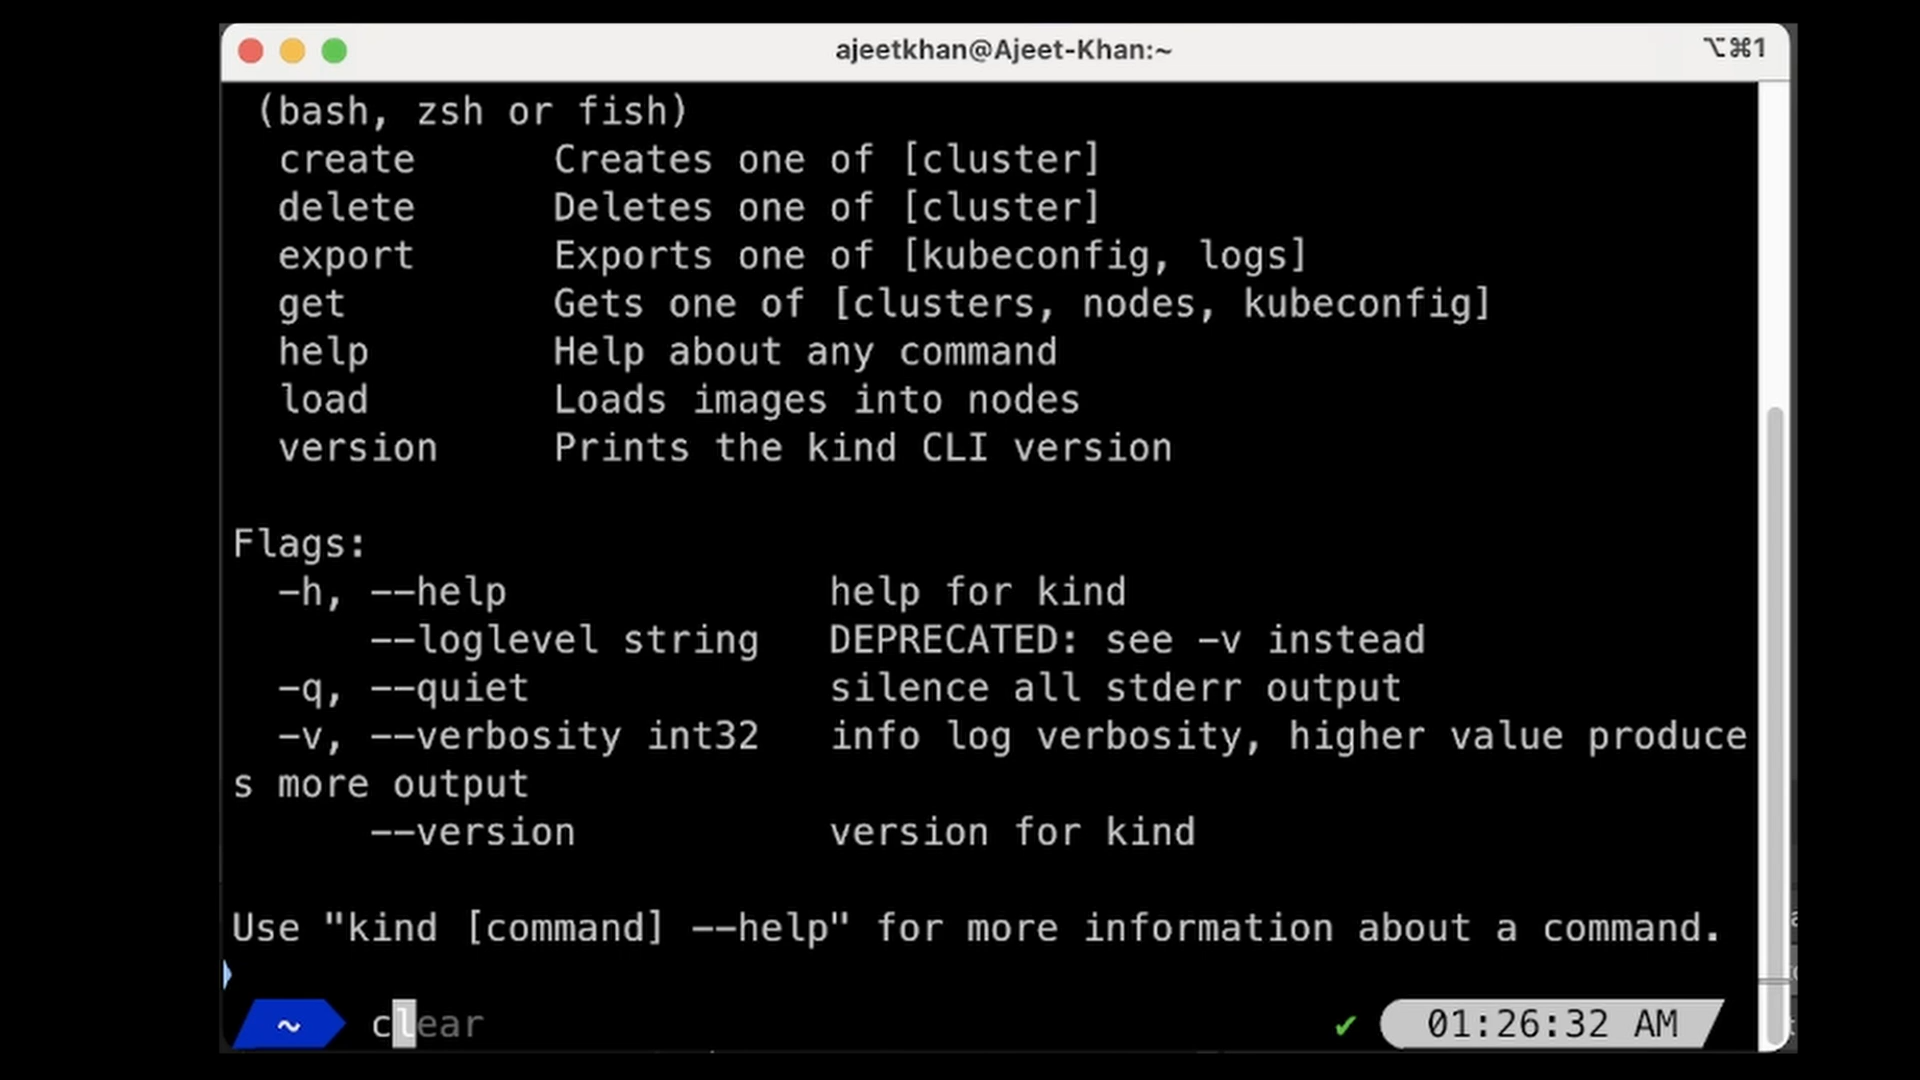 ajeetkhan@Ajeet-Khan:~ ⌥⌘1
(bash, zsh or fish)
create Creates one of [cluster]
delete Deletes one of [cluster]
export Exports one of [kubeconfig, logs]
get Gets one of [clusters, nodes, kubeconfig]
help Help about any command
load Loads images into nodes
version Prints the kind CLI version
Flags:
-h, --help help for kind
--loglevel string DEPRECATED: see -v instead
-q, --quiet silence all stderr output
-v, --verbosity int32 info log verbosity, higher value produce
s more output
--version version for kind
Use "kind [command] --help" for more information about a command.
~ clear ✔ 01:26:32 AM